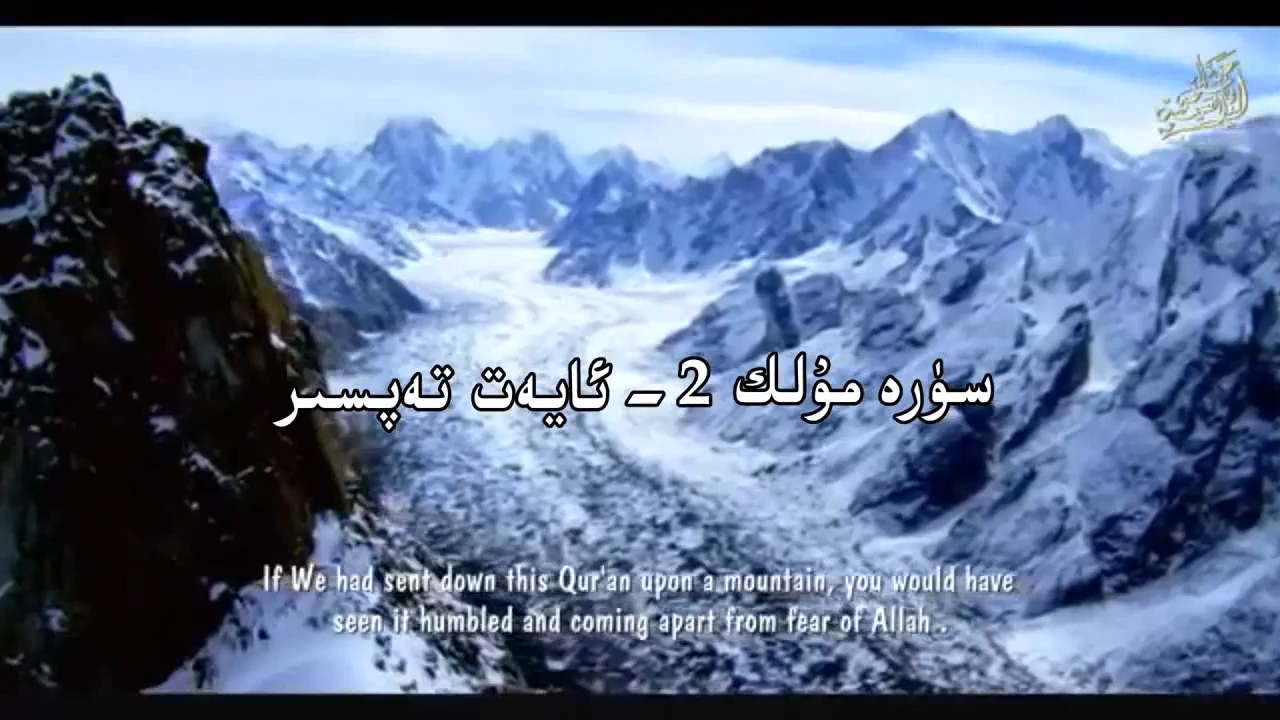 سۈرە مۇلك 2 – ئايەت تەپسىر
If We had sent down this Qur'an upon a mountain, you would have
seen it humbled and coming apart from fear of Allah .